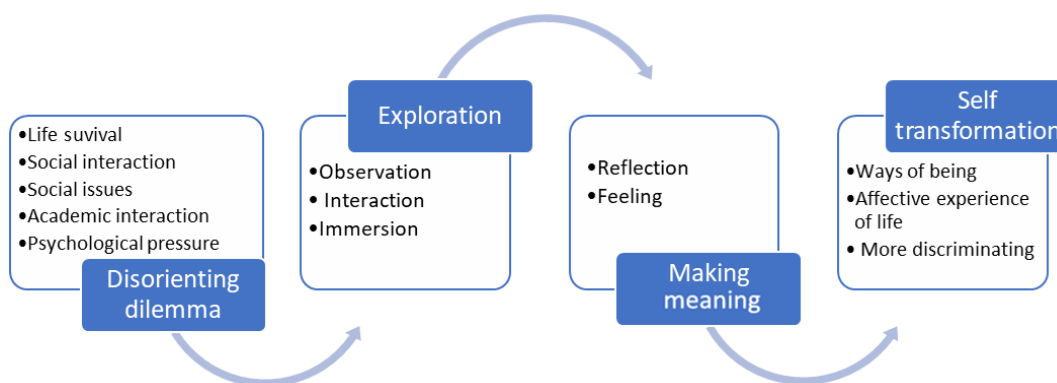 •Life suvival
•Social interaction
•Social issues
•Academic interaction
•Psychological pressure
Disorienting
dilemma
Exploration
•Observation
• Interaction
•Immersion
•Reflection
•Feeling
Making
meaning
Self
transformation
•Ways of being
•Affective experience
of life
• More discriminating